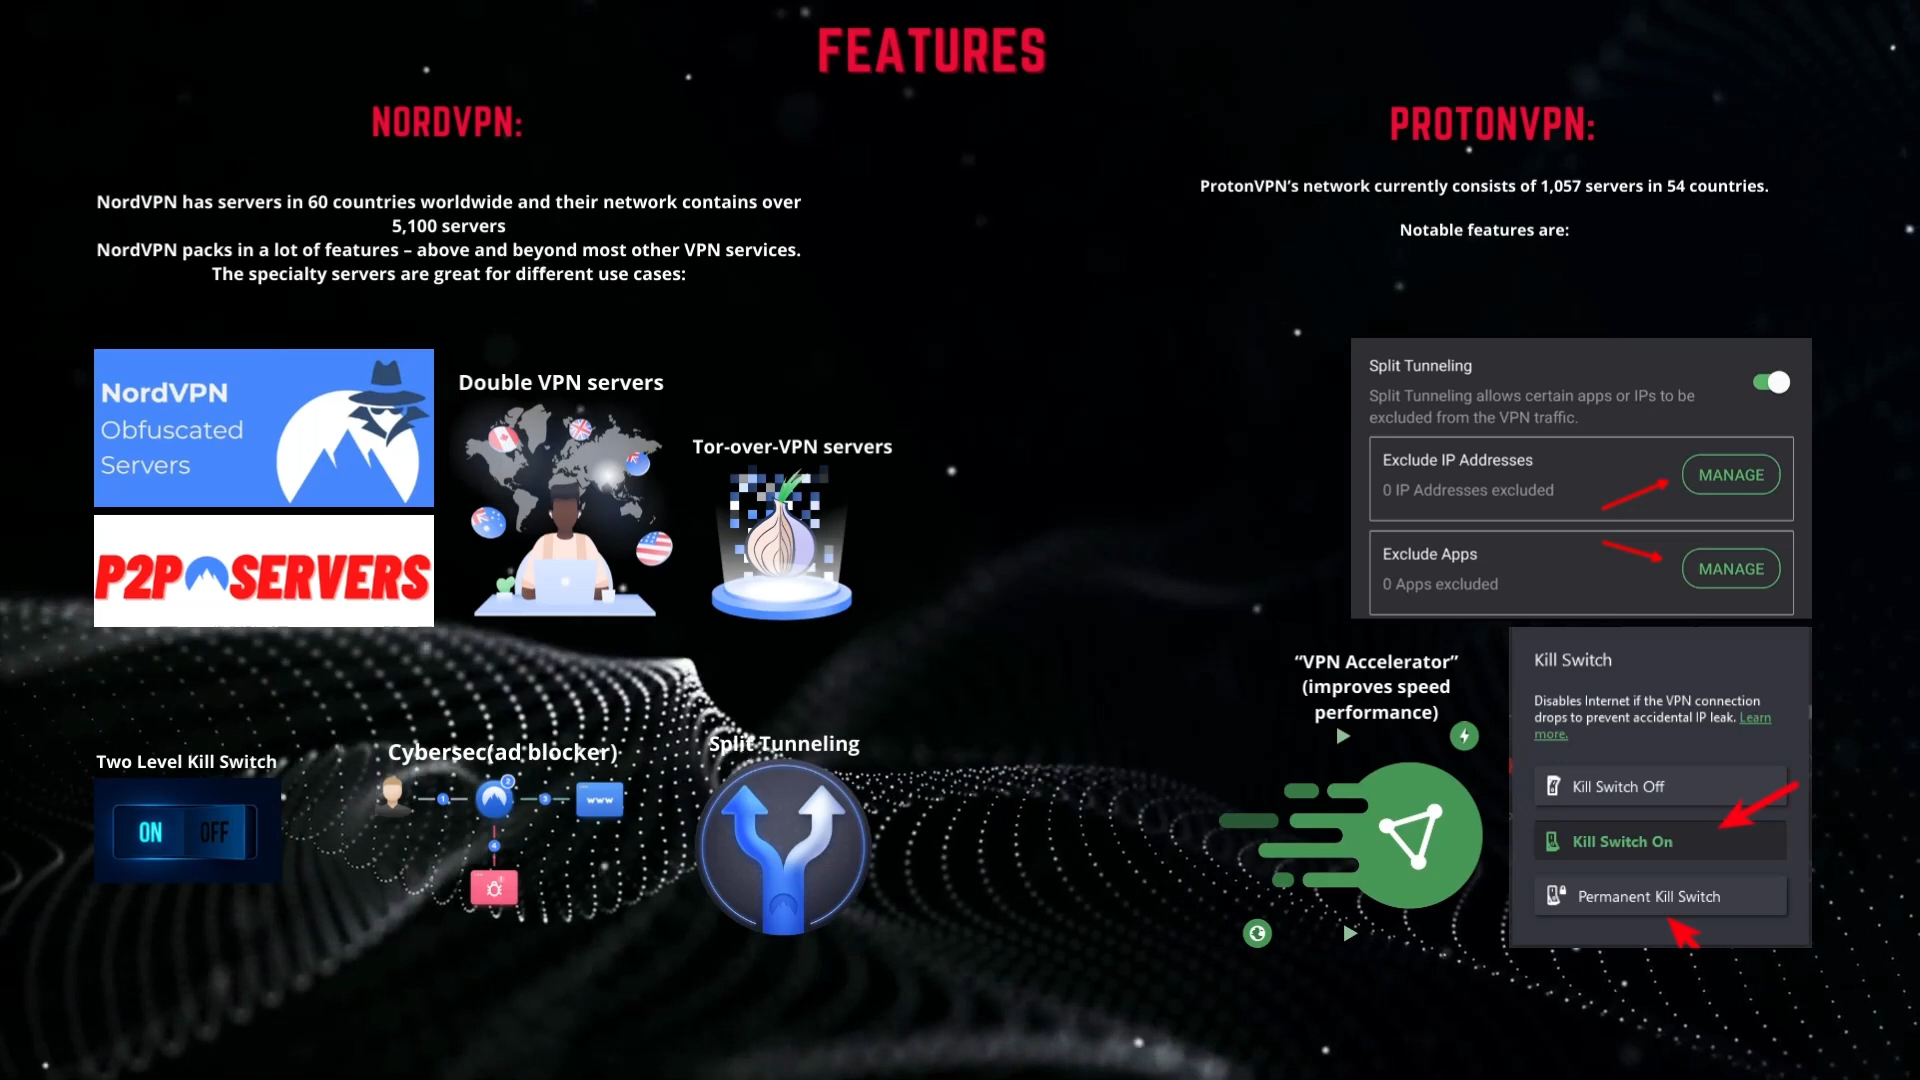 FEATURES
NORDVPN:
NordVPN has servers in 60 countries worldwide and their network contains over
5,100 servers
NordVPN packs in a lot of features – above and beyond most other VPN services.
The specialty servers are great for different use cases:
NordVPN
Obfuscated
Servers
P2P SERVERS
Double VPN servers
Tor-over-VPN servers
Two Level Kill Switch
ON OFF
Cybersec(ad blocker)
1
2
3
www
4
Split Tunneling
PROTONVPN:
ProtonVPN’s network currently consists of 1,057 servers in 54 countries.
Notable features are:
Split Tunneling
Split Tunneling allows certain apps or IPs to be
excluded from the VPN traffic.
Exclude IP Addresses
0 IP Addresses excluded
MANAGE
Exclude Apps
0 Apps excluded
MANAGE
“VPN Accelerator”
(improves speed
performance)
Kill Switch
Disables Internet if the VPN connection
drops to prevent accidental IP leak. Learn
more.
Kill Switch Off
Kill Switch On
Permanent Kill Switch